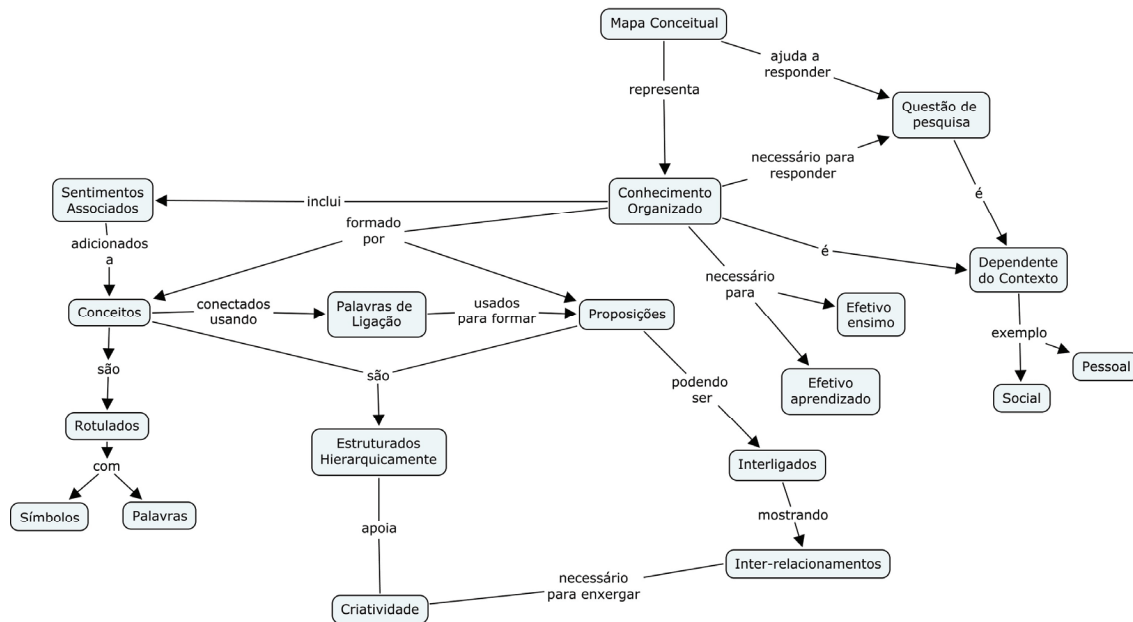 Mapa Conceitual
ajuda a
responder
representa
Questão de
pesquisa
necessário para
responder
Sentimentos
Associados
inclui
Conhecimento
Organizado
formado
por
é
é
adicionados
a
Dependente
do Contexto
necessário
para
Conceitos
conectados
usando
Palavras de
Ligação
usados
para formar
Proposições
Efetivo
ensimo
exemplo
são
são
podendo
ser
Efetivo
aprendizado
Pessoal
Social
Rotulados
Estruturados
Hierarquicamente
com
Interligados
Símbolos
Palavras
mostrando
apoia
Inter-relacionamentos
necessário
para enxergar
Criatividade